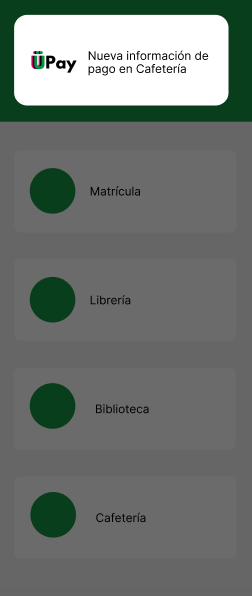 ÜPay
Nueva información de
pago en Cafetería
Matrícula
Librería
Biblioteca
Cafetería